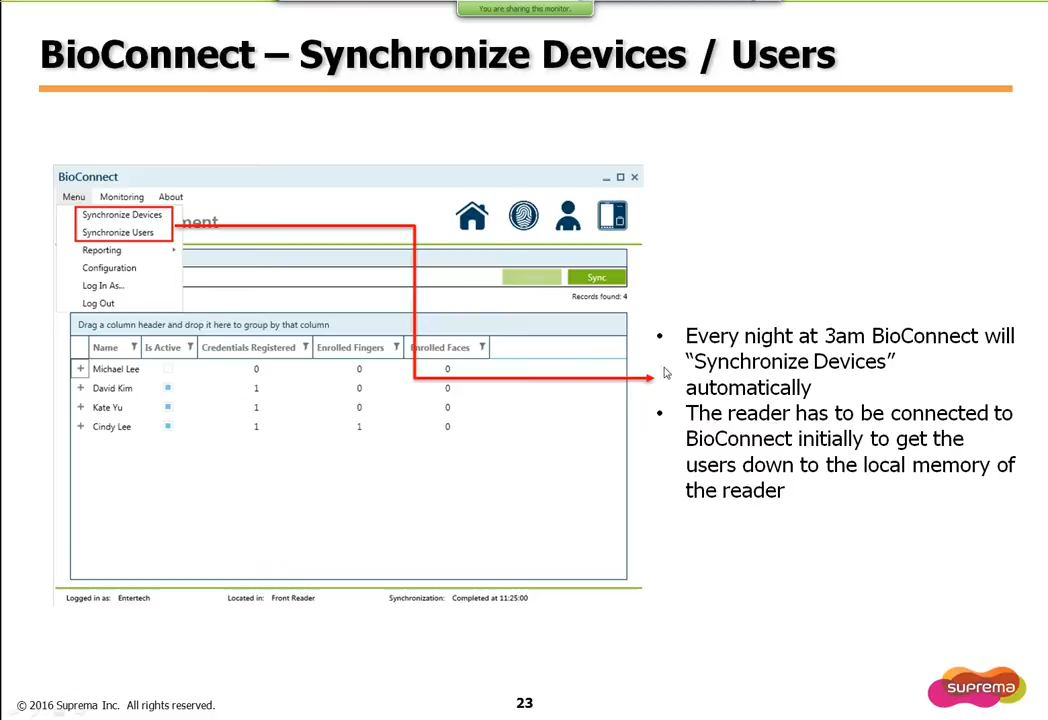 You are sharing this monitor.
BioConnect – Synchronize Devices / Users
BioConnect
Menu Monitoring About
Synchronize Devices
ment
Synchronize Users
Reporting
Configuration
Sync
Log In As...
Records found: 4
Log Out
Drag a column header and drop it here to group by that column
Name Is Active Credentials Registered Enrolled Fingers Enrolled Faces
Michael Lee 0 0 0
David Kim 1 0 0
Kate Yu 1 0 0
Cindy Lee 1 1 0
Logged in as: Entertech Located in: Front Reader Synchronization: Completed at 11:25:00
• Every night at 3am BioConnect will
“Synchronize Devices”
automatically
• The reader has to be connected to
BioConnect initially to get the
users down to the local memory of
the reader
© 2016 Suprema Inc. All rights reserved.
23
suprema